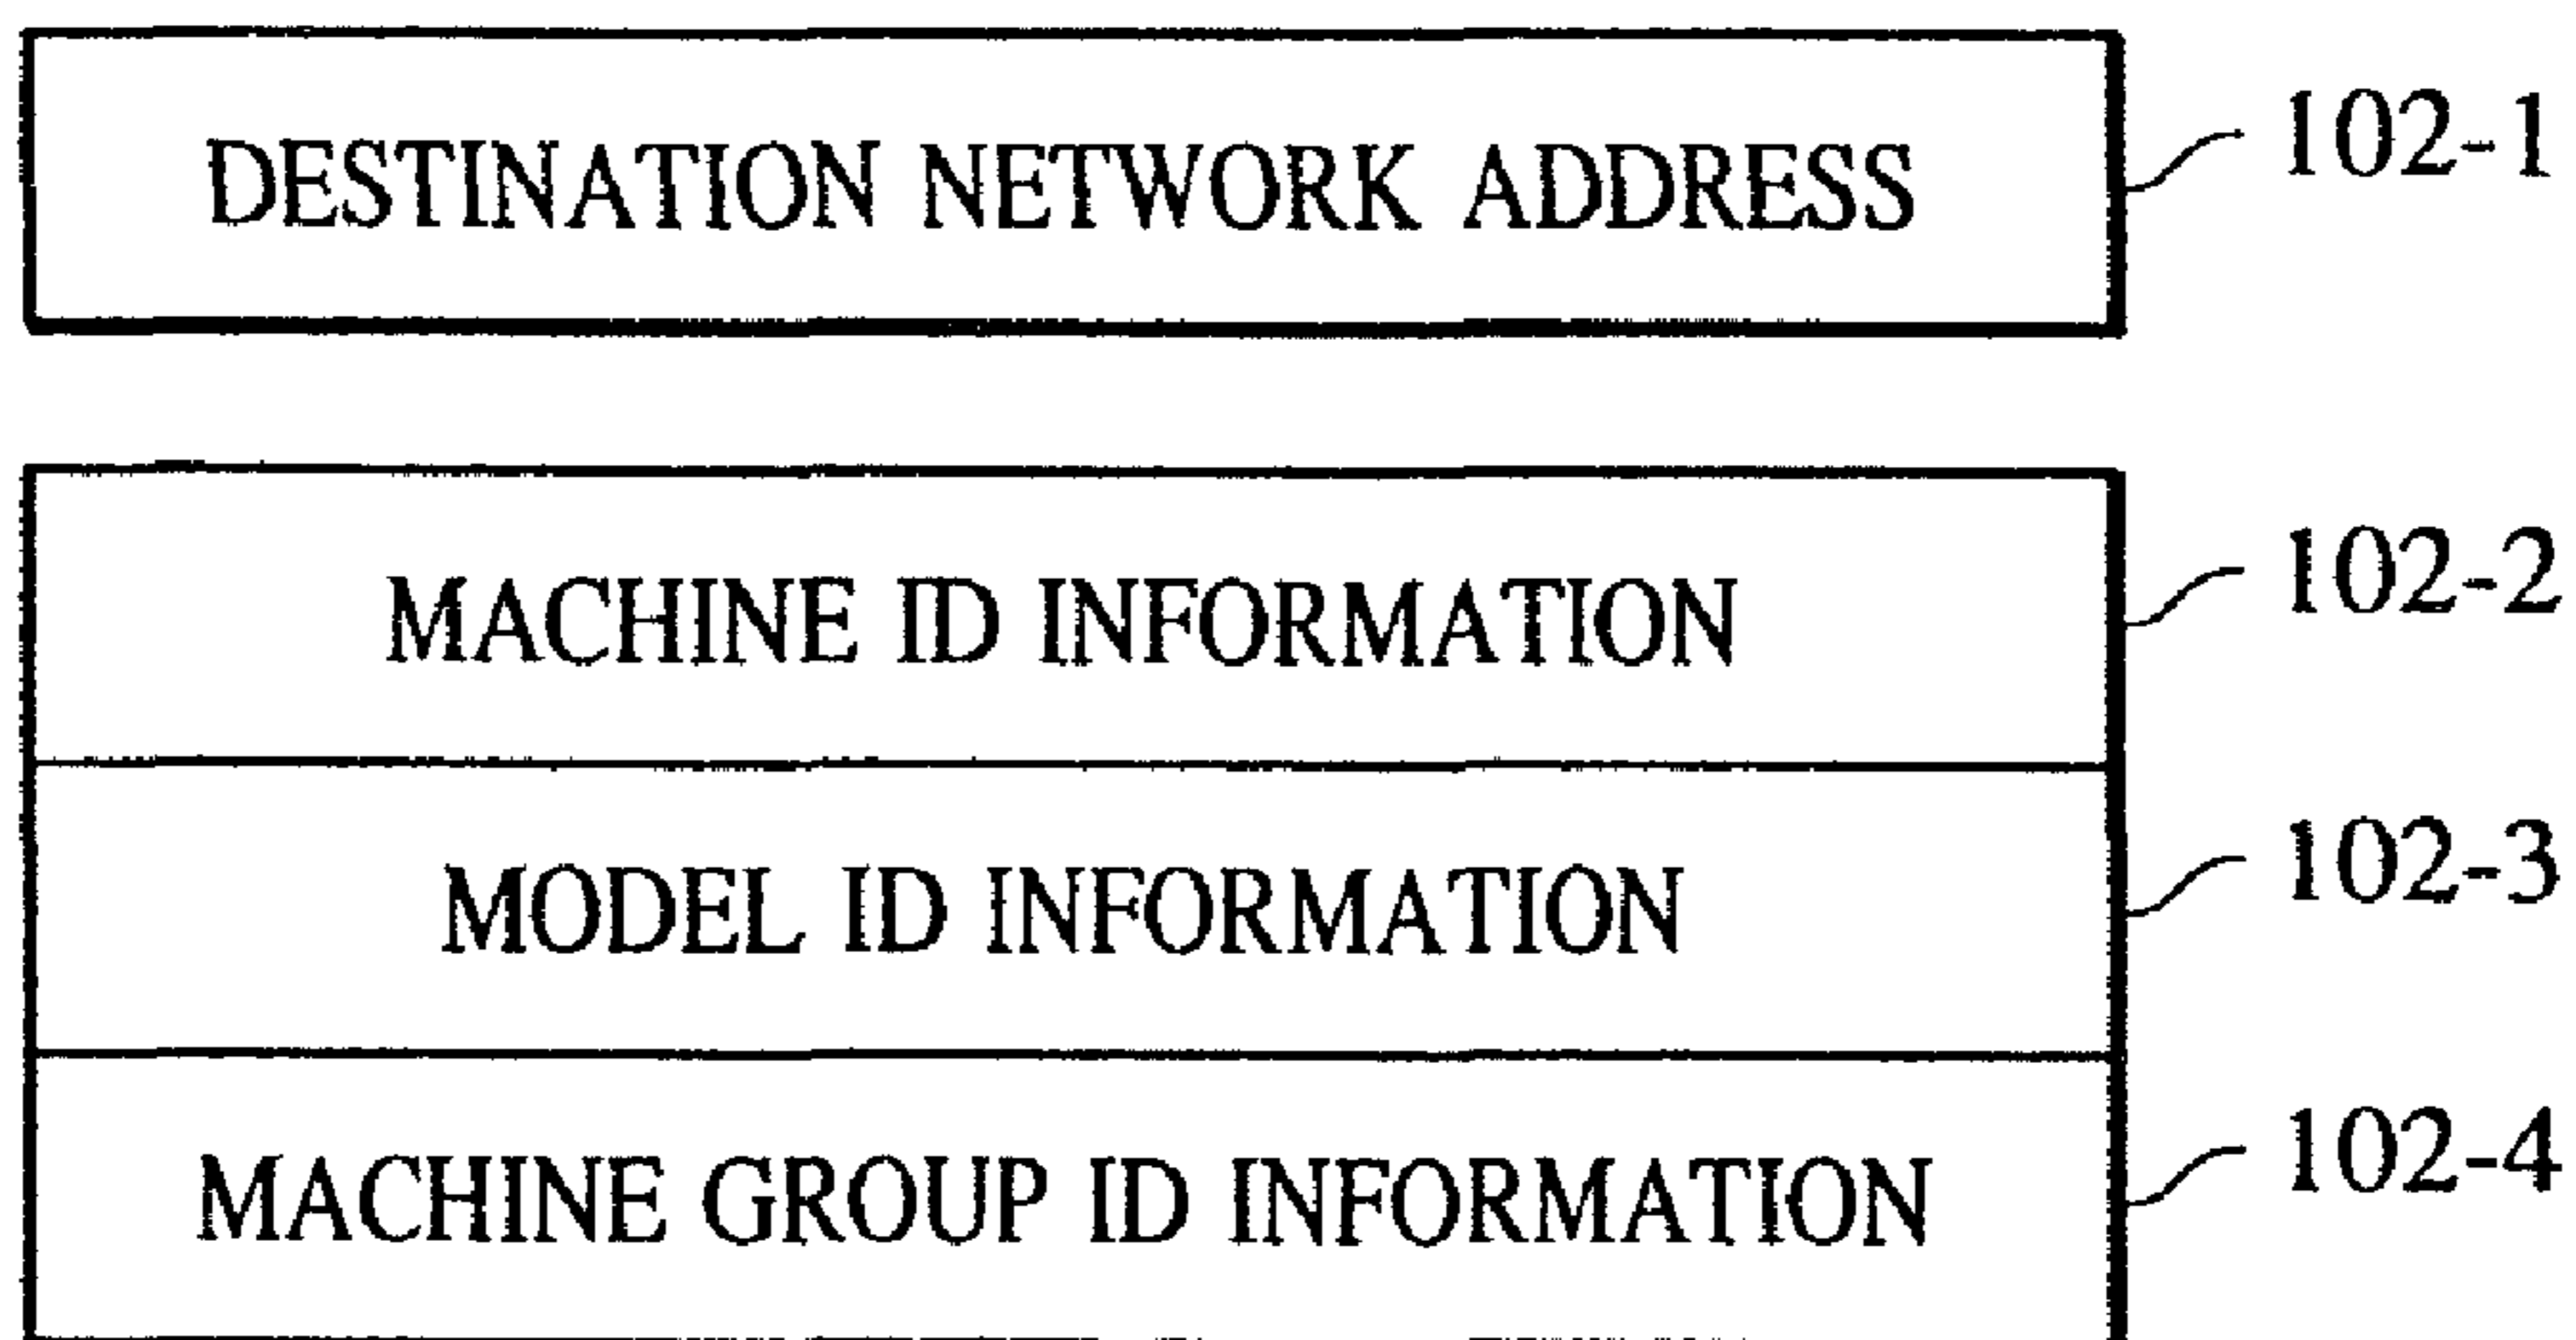 DESTINATION NETWORK ADDRESS 102-1
MACHINE ID INFORMATION 102-2
MODEL ID INFORMATION 102-3
MACHINE GROUP ID INFORMATION 102-4